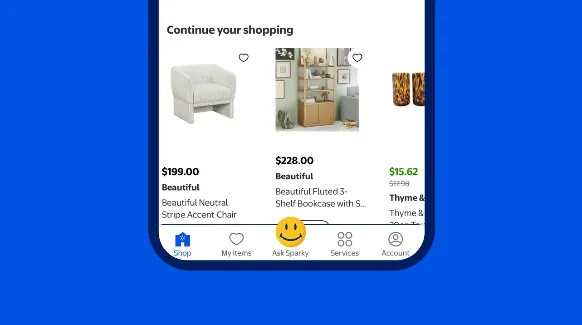 Continue your shopping
$199.00
Beautiful
Beautiful Neutral
Stripe Accent Chair
$228.00
Beautiful
Beautiful Fluted 3-
Shelf Bookcase with S...
$15.62
$17.98
Thyme &
Thyme &
Shop
My Items
Ask Sparky
Services
Account